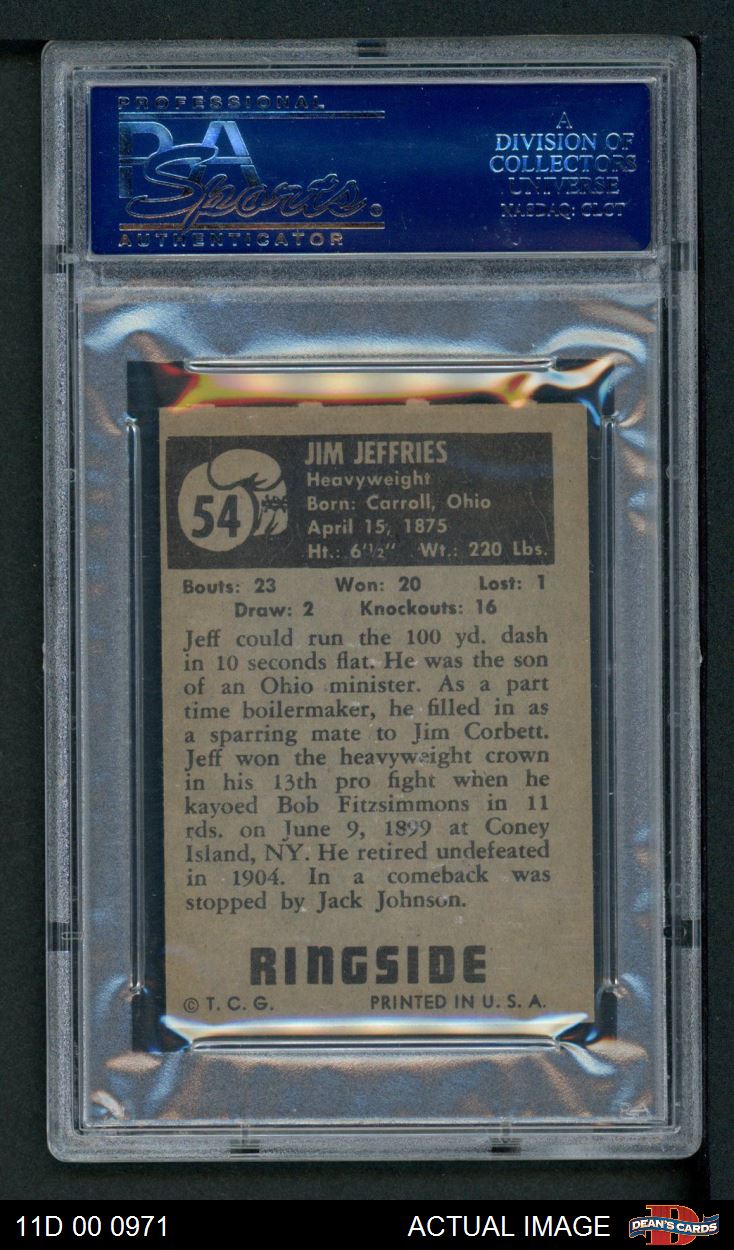 PROFESSIONAL
PSA
Sports®
AUTHENTICATOR
A
DIVISION OF
COLLECTORS
UNIVERSE
NASDAQ: CLCT
54
JIM JEFFRIES
Heavyweight
Born: Carroll, Ohio
April 15, 1875
Ht.: 6'½" Wt.: 220 Lbs.
Bouts: 23 Won: 20 Lost: 1
Draw: 2 Knockouts: 16
Jeff could run the 100 yd. dash
in 10 seconds flat. He was the son
of an Ohio minister. As a part
time boilermaker, he filled in as
a sparring mate to Jim Corbett.
Jeff won the heavyweight crown
in his 13th pro fight when he
kayoed Bob Fitzsimmons in 11
rds. on June 9, 1899 at Coney
Island, NY. He retired undefeated
in 1904. In a comeback was
stopped by Jack Johnson.
RINGSIDE
© T. C. G. PRINTED IN U. S. A.
PSA
11D 00 0971 ACTUAL IMAGE DEAN'S CARDS